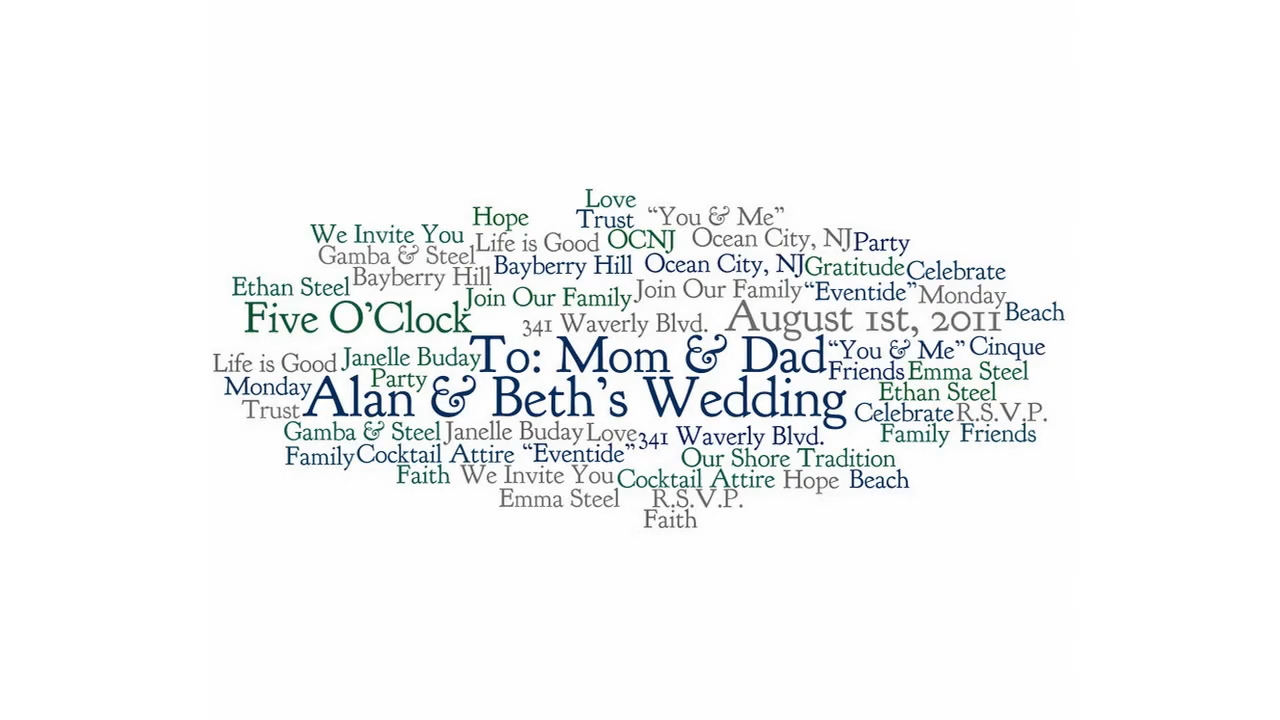 Love
Hope Trust “You & Me”
We Invite You Life is Good OCNJ Ocean City, NJ Party
Gamba & Steel Bayberry Hill Ocean City, NJ Gratitude Celebrate
Ethan Steel Bayberry Hill Join Our Family Join Our Family “Eventide” Monday
Five O’Clock 341 Waverly Blvd. August 1st, 2011 Beach
Life is Good Janelle Buday To: Mom & Dad “You & Me” Cinque
Monday Party Friends Emma Steel
Trust Alan & Beth’s Wedding Ethan Steel
Celebrate R.S.V.P.
Gamba & Steel Janelle Buday Love 341 Waverly Blvd. Family Friends
Family Cocktail Attire “Eventide” Our Shore Tradition
Faith We Invite You Cocktail Attire Hope Beach
Emma Steel R.S.V.P.
Faith